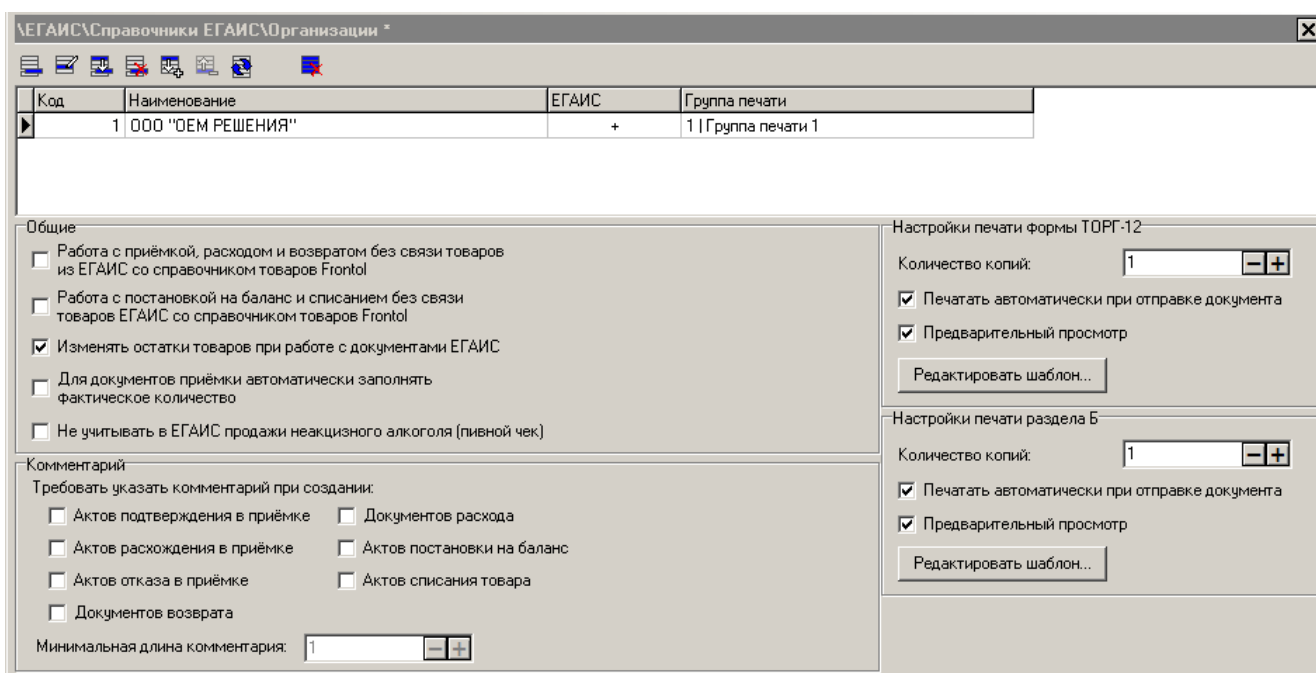 \ЕГАИС\Справочники ЕГАИС\Организации *
Код Наименование ЕГАИС Группа печати
1 ООО "ОЕМ РЕШЕНИЯ" + 1 | Группа печати 1
Общие
Работа с приёмкой, расходом и возвратом без связи товаров
из ЕГАИС со справочником товаров Frontol
Работа с постановкой на баланс и списанием без связи
товаров ЕГАИС со справочником товаров Frontol
Изменять остатки товаров при работе с документами ЕГАИС
Для документов приёмки автоматически заполнять
фактическое количество
Не учитывать в ЕГАИС продажи неакцизного алкоголя (пивной чек)
Настройки печати формы ТОРГ-12
Количество копий: 1
Печатать автоматически при отправке документа
Предварительный просмотр
Редактировать шаблон...
Настройки печати раздела Б
Количество копий: 1
Печатать автоматически при отправке документа
Предварительный просмотр
Редактировать шаблон...
Комментарий
Требовать указать комментарий при создании:
Актов подтверждения в приёмке Документов расхода
Актов расхождения в приёмке Актов постановки на баланс
Актов отказа в приёмке Актов списания товара
Документов возврата
Минимальная длина комментария: 1